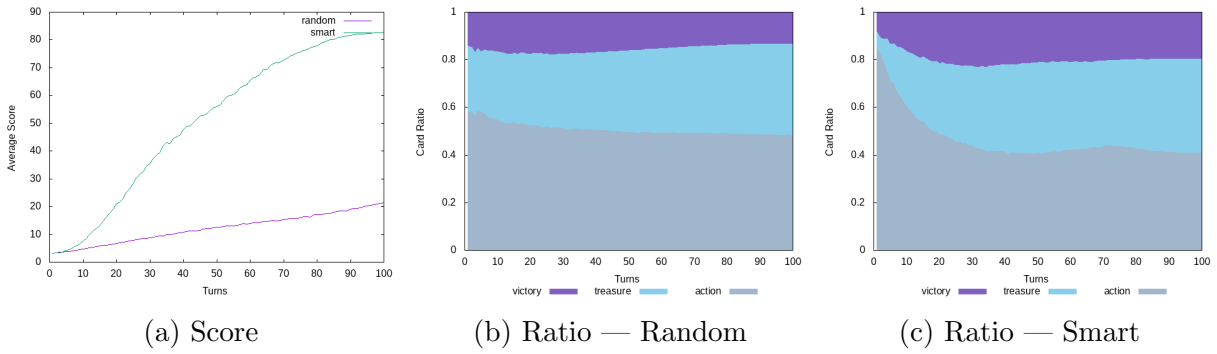 random
smart
Average Score
90
80
70
60
50
40
30
20
10
0
0 10 20 30 40 50 60 70 80 90 100
Turns
(a) Score
Card Ratio
1
0.8
0.6
0.4
0.2
0
0 10 20 30 40 50 60 70 80 90 100
Turns
victory treasure action
(b) Ratio — Random
Card Ratio
1
0.8
0.6
0.4
0.2
0
0 10 20 30 40 50 60 70 80 90 100
Turns
victory treasure action
(c) Ratio — Smart